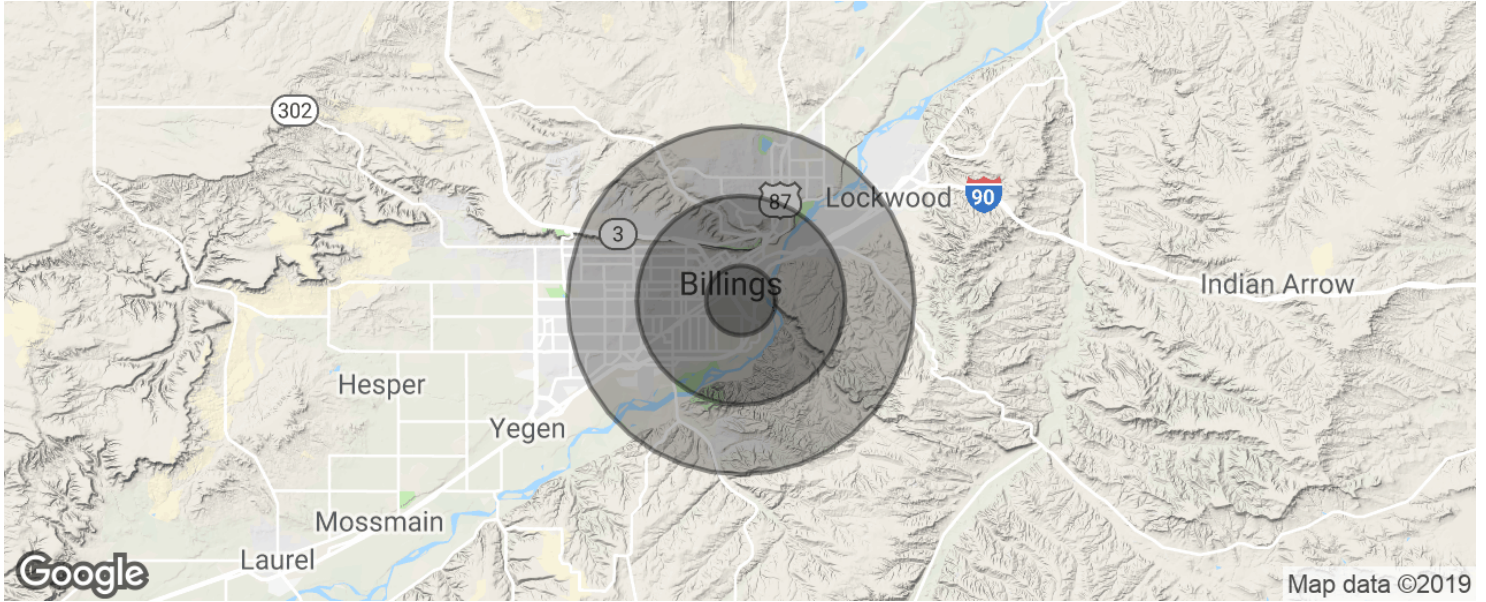 302
87
Lockwood
90
3
Billings
Indian Arrow
Hesper
Yegen
Mossmain
Laurel
Google
Map data ©2019